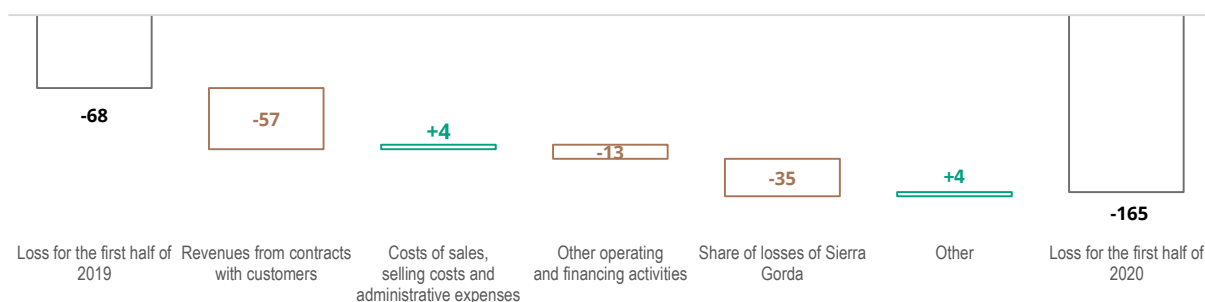 -68
-57
+4
-13
-35
+4
-165
Loss for the first half of
2019
Revenues from contracts
with customers
Costs of sales,
selling costs and
administrative expenses
Other operating
and financing activities
Share of losses of Sierra
Gorda
Other
Loss for the first half of
2020